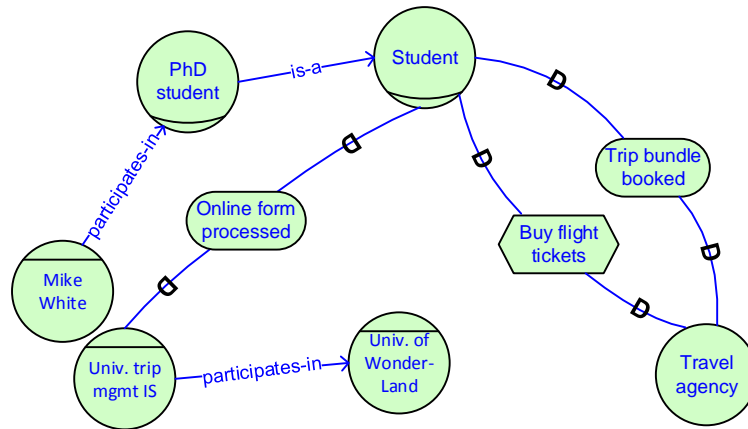 PhD
student
is-a
Student
D
D
Trip bundle
booked
participates-in
D
Online form
processed
Buy flight
tickets
D
D
D
Mike
White
Univ. trip
mgmt IS
participates-in
Univ. of
Wonder-
Land
Travel
agency